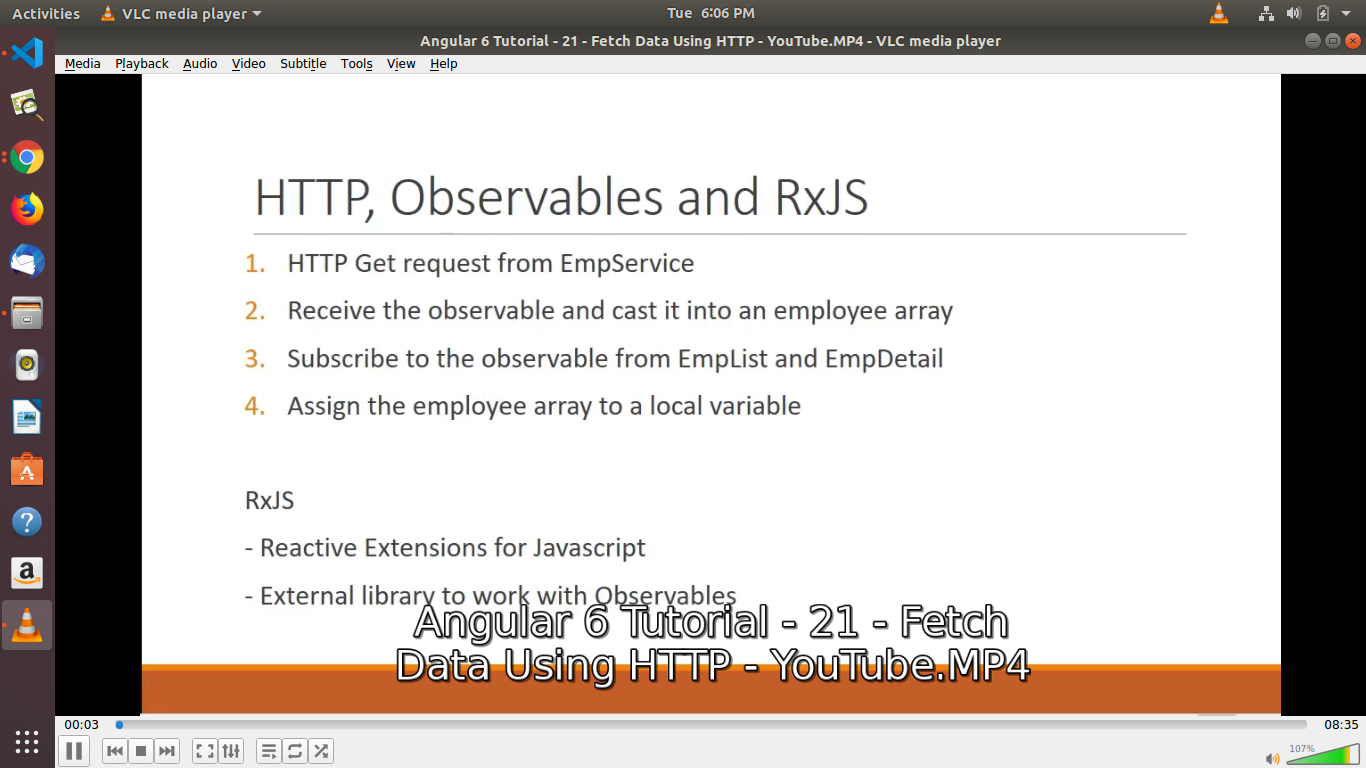 Activities
VLC media player
Tue 6:06 PM
Angular 6 Tutorial - 21 - Fetch Data Using HTTP - YouTube.MP4 - VLC media player
Media Playback Audio Video Subtitle Tools View Help
HTTP, Observables and RxJS
1. HTTP Get request from EmpService
2. Receive the observable and cast it into an employee array
3. Subscribe to the observable from EmpList and EmpDetail
4. Assign the employee array to a local variable
RxJS
- Reactive Extensions for Javascript
- External library to work with Observables
Angular 6 Tutorial - 21 - Fetch
Data Using HTTP - YouTube.MP4
00:03
08:35
107%